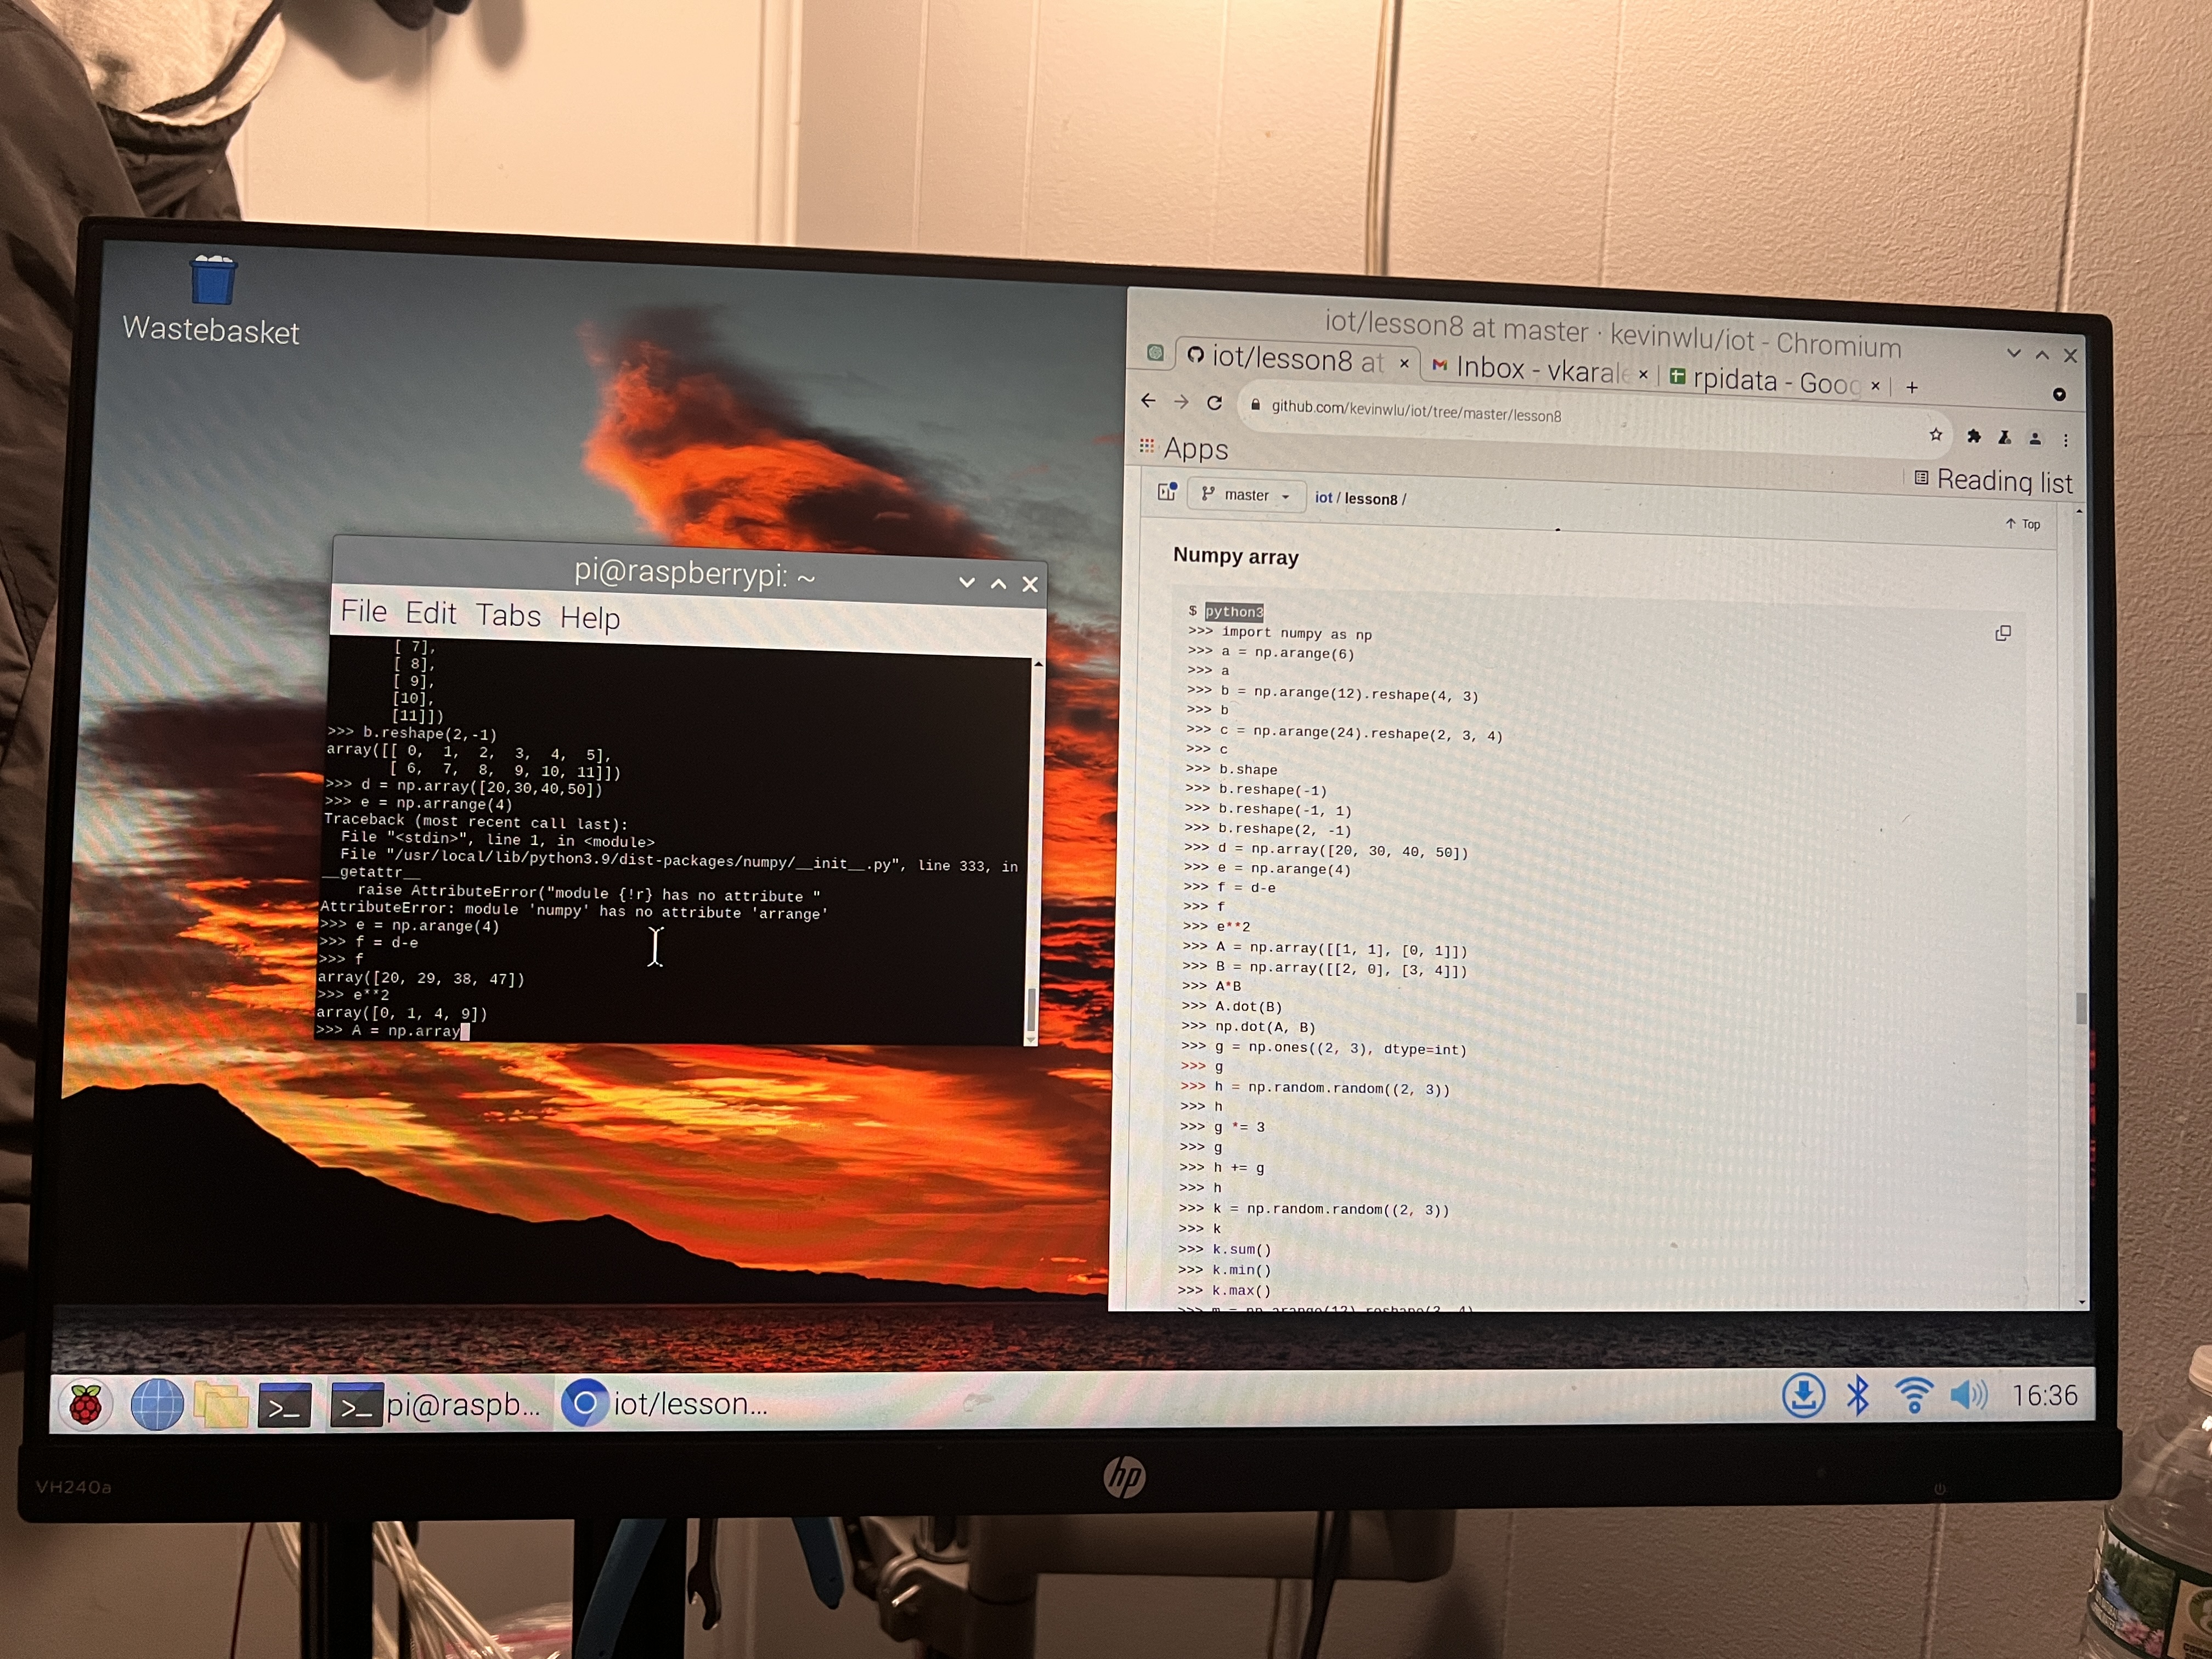 Wastebasket
pi@raspberrypi: ~
File Edit Tabs Help
[ 7],
[ 8],
[ 9],
[10],
[11]])
>>> b.reshape(2,-1)
array([[ 0, 1, 2, 3, 4, 5],
[ 6, 7, 8, 9, 10, 11]])
>>> d = np.array([20,30,40,50])
>>> e = np.arrange(4)
Traceback (most recent call last):
File "<stdin>", line 1, in <module>
File "/usr/local/lib/python3.9/dist-packages/numpy/__init__.py", line 333, in
__getattr__
raise AttributeError("module {!r} has no attribute "
AttributeError: module 'numpy' has no attribute 'arrange'
>>> e = np.arange(4)
>>> f = d-e
>>> f
array([20, 29, 38, 47])
>>> e**2
array([0, 1, 4, 9])
>>> A = np.array
iot/lesson8 at master · kevinwlu/iot - Chromium
iot/lesson8 at × Inbox - vkarale × rpidata - Goog × +
github.com/kevinwlu/iot/tree/master/lesson8
Apps
Reading list
master iot / lesson8 /
↑ Top
Numpy array
$ python3
>>> import numpy as np
>>> a = np.arange(6)
>>> a
>>> b = np.arange(12).reshape(4, 3)
>>> b
>>> c = np.arange(24).reshape(2, 3, 4)
>>> c
>>> b.shape
>>> b.reshape(-1)
>>> b.reshape(-1, 1)
>>> b.reshape(2, -1)
>>> d = np.array([20, 30, 40, 50])
>>> e = np.arange(4)
>>> f = d-e
>>> f
>>> e**2
>>> A = np.array([[1, 1], [0, 1]])
>>> B = np.array([[2, 0], [3, 4]])
>>> A*B
>>> A.dot(B)
>>> np.dot(A, B)
>>> g = np.ones((2, 3), dtype=int)
>>> g
>>> h = np.random.random((2, 3))
>>> h
>>> g *= 3
>>> g
>>> h += g
>>> h
>>> k = np.random.random((2, 3))
>>> k
>>> k.sum()
>>> k.min()
>>> k.max()
>>> m = np.arange(12).reshape(3, 4)
pi@raspb... iot/lesson... 16:36
VH240a
hp